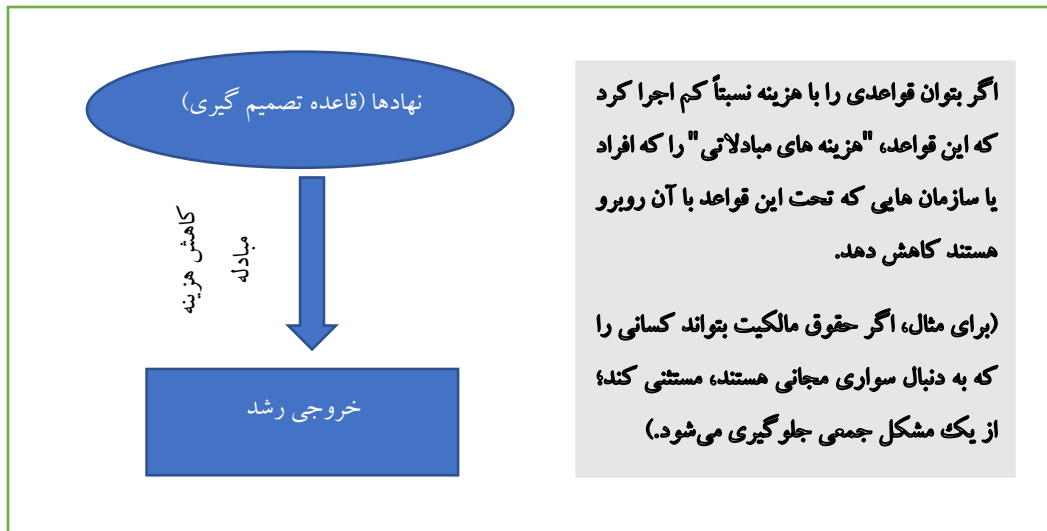 نهادها (قاعده تصمیم گیری)
کاهش هزینه
مبادله
خروجی رشد
اگر بتوان قواعدی را با هزینه نسبتاً کم اجرا کرد
که این قواعد، "هزینه های مبادلاتی" را که افراد
یا سازمان هایی که تحت این قواعد با آن روبرو
هستند کاهش دهد.
(برای مثال، اگر حقوق مالکیت بتواند کسانی را
که به دنبال سواری مجانی هستند، مستثنی کند؛
از یک مشکل جمعی جلوگیری می‌شود.)